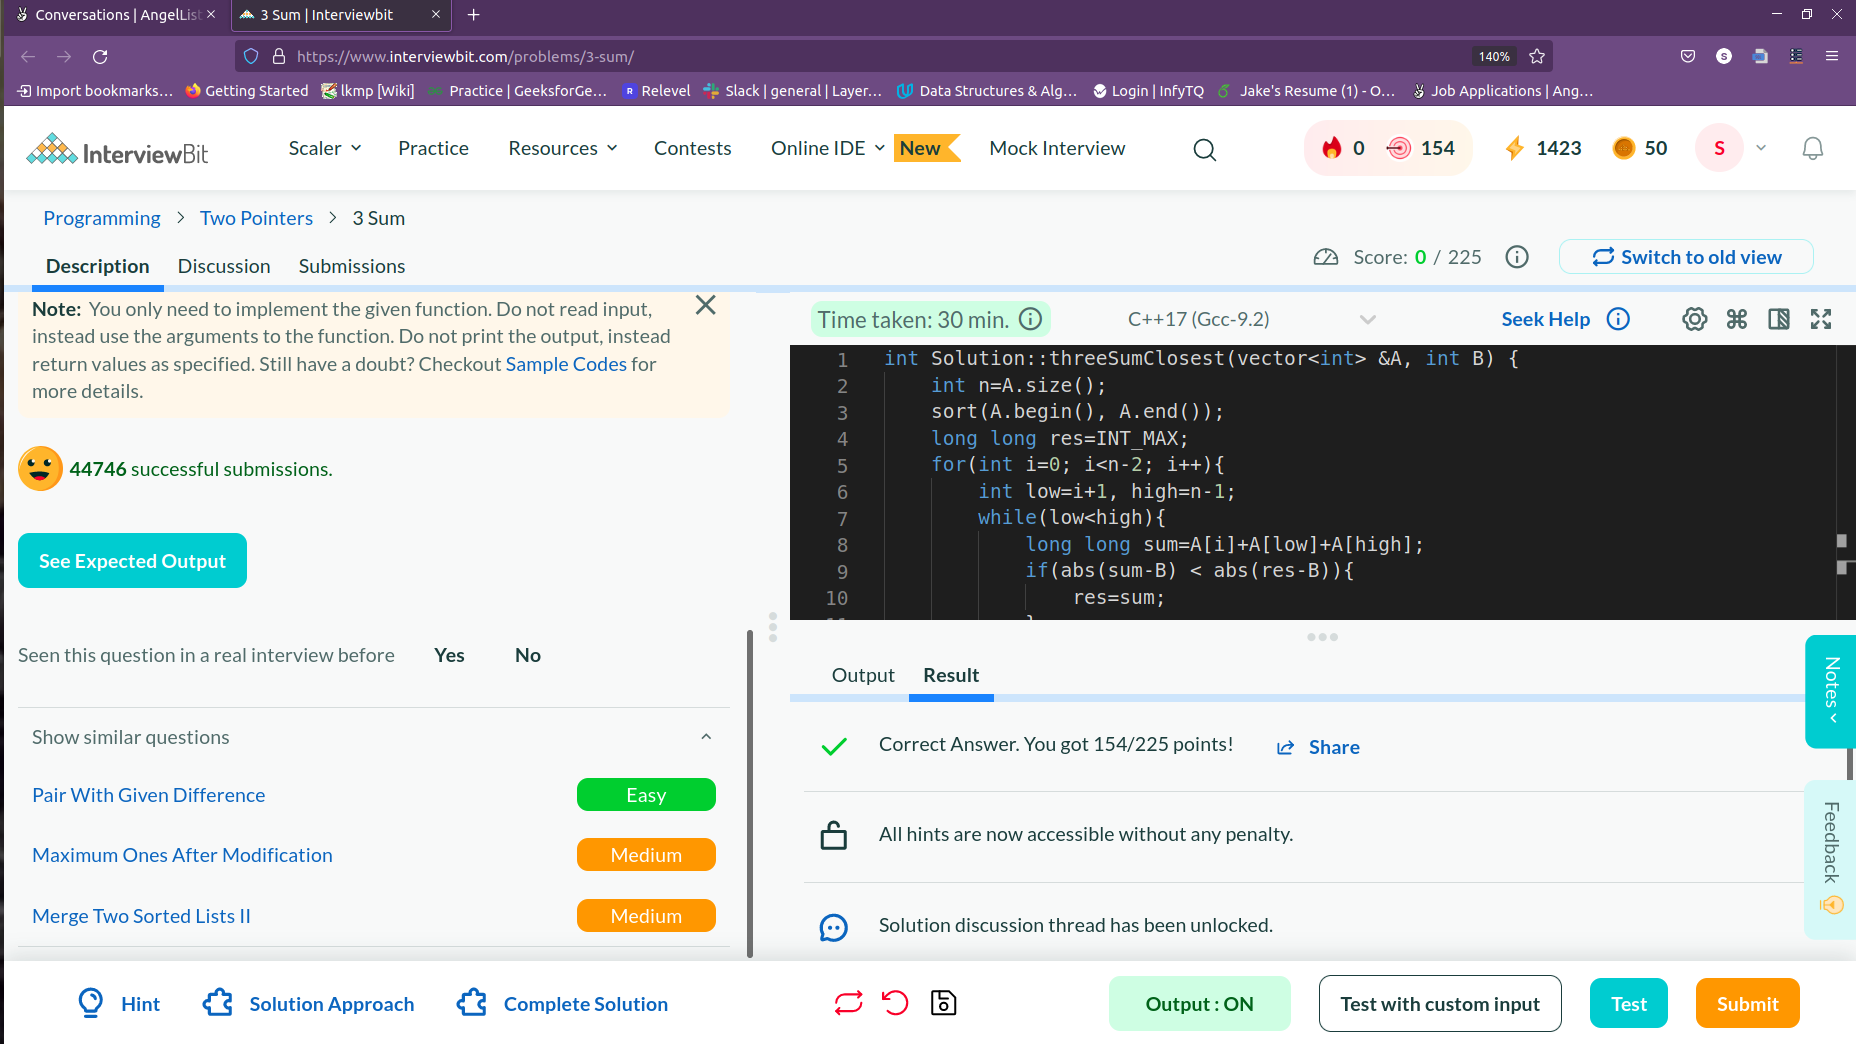 Conversations | AngelList
3 Sum | Interviewbit
https://www.interviewbit.com/problems/3-sum/
140%
S
Import bookmarks...
Getting Started
lkmp [Wiki]
Practice | GeeksforGe...
R
Relevel
Slack | general | Layer...
Data Structures & Alg...
Login | InfyTQ
Jake's Resume (1) - O...
Job Applications | Ang...
InterviewBit
Scaler
Practice
Resources
Contests
Online IDE
New
Mock Interview
0
154
1423
50
S
Programming > Two Pointers > 3 Sum
Description
Discussion
Submissions
Score: 0 / 225
Switch to old view
Note: You only need to implement the given function. Do not read input,
instead use the arguments to the function. Do not print the output, instead
return values as specified. Still have a doubt? Checkout Sample Codes for
more details.
44746 successful submissions.
See Expected Output
Seen this question in a real interview before
Yes
No
Show similar questions
Pair With Given Difference
Easy
Maximum Ones After Modification
Medium
Merge Two Sorted Lists II
Medium
Time taken: 30 min.
C++17 (Gcc-9.2)
Seek Help
1 int Solution::threeSumClosest(vector<int> &A, int B) {
2 int n=A.size();
3 sort(A.begin(), A.end());
4 long long res=INT_MAX;
5 for(int i=0; i<n-2; i++){
6 int low=i+1, high=n-1;
7 while(low<high){
8 long long sum=A[i]+A[low]+A[high];
9 if(abs(sum-B) < abs(res-B)){
10 res=sum;
Output
Result
Correct Answer. You got 154/225 points!
Share
All hints are now accessible without any penalty.
Solution discussion thread has been unlocked.
Notes
Feedback
Hint
Solution Approach
Complete Solution
Output : ON
Test with custom input
Test
Submit